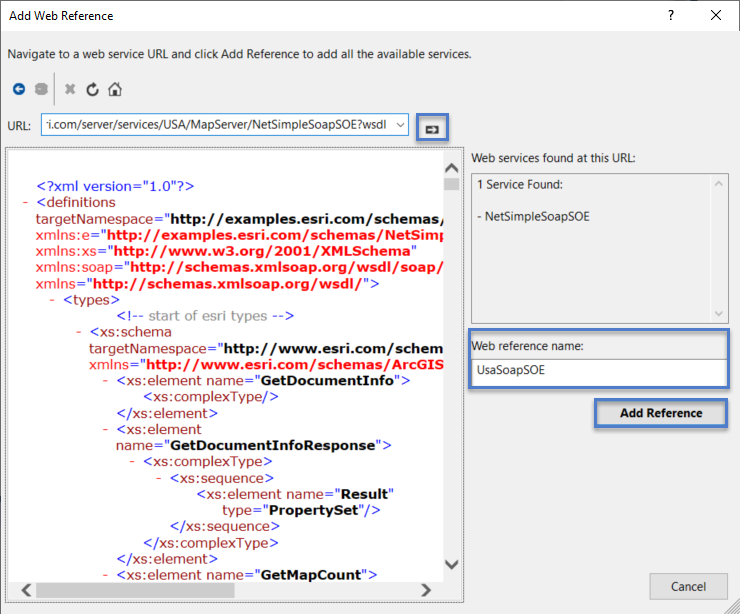 Add Web Reference
?
Navigate to a web service URL and click Add Reference to add all the available services.
URL:
i.com/server/services/USA/MapServer/NetSimpleSoapSOE?wsdl
<?xml version="1.0"?>
- <definitions
targetNamespace="http://examples.esri.com/schemas/
xmlns:e="http://examples.esri.com/schemas/NetSimp
xmlns:xs="http://www.w3.org/2001/XMLSchema"
xmlns:soap="http://schemas.xmlsoap.org/wsdl/soap/
xmlns="http://schemas.xmlsoap.org/wsdl/">
- <types>
<!-- start of esri types -->
- <xs:schema
targetNamespace="http://www.esri.com/schem
xmlns="http://www.esri.com/schemas/ArcGIS
- <xs:element name="GetDocumentInfo">
<xs:complexType/>
</xs:element>
- <xs:element
name="GetDocumentInfoResponse">
- <xs:complexType>
- <xs:sequence>
<xs:element name="Result"
type="PropertySet"/>
</xs:sequence>
</xs:complexType>
</xs:element>
- <xs:element name="GetMapCount">
Web services found at this URL:
1 Service Found:
- NetSimpleSoapSOE
Web reference name:
UsaSoapSOE
Add Reference
Cancel